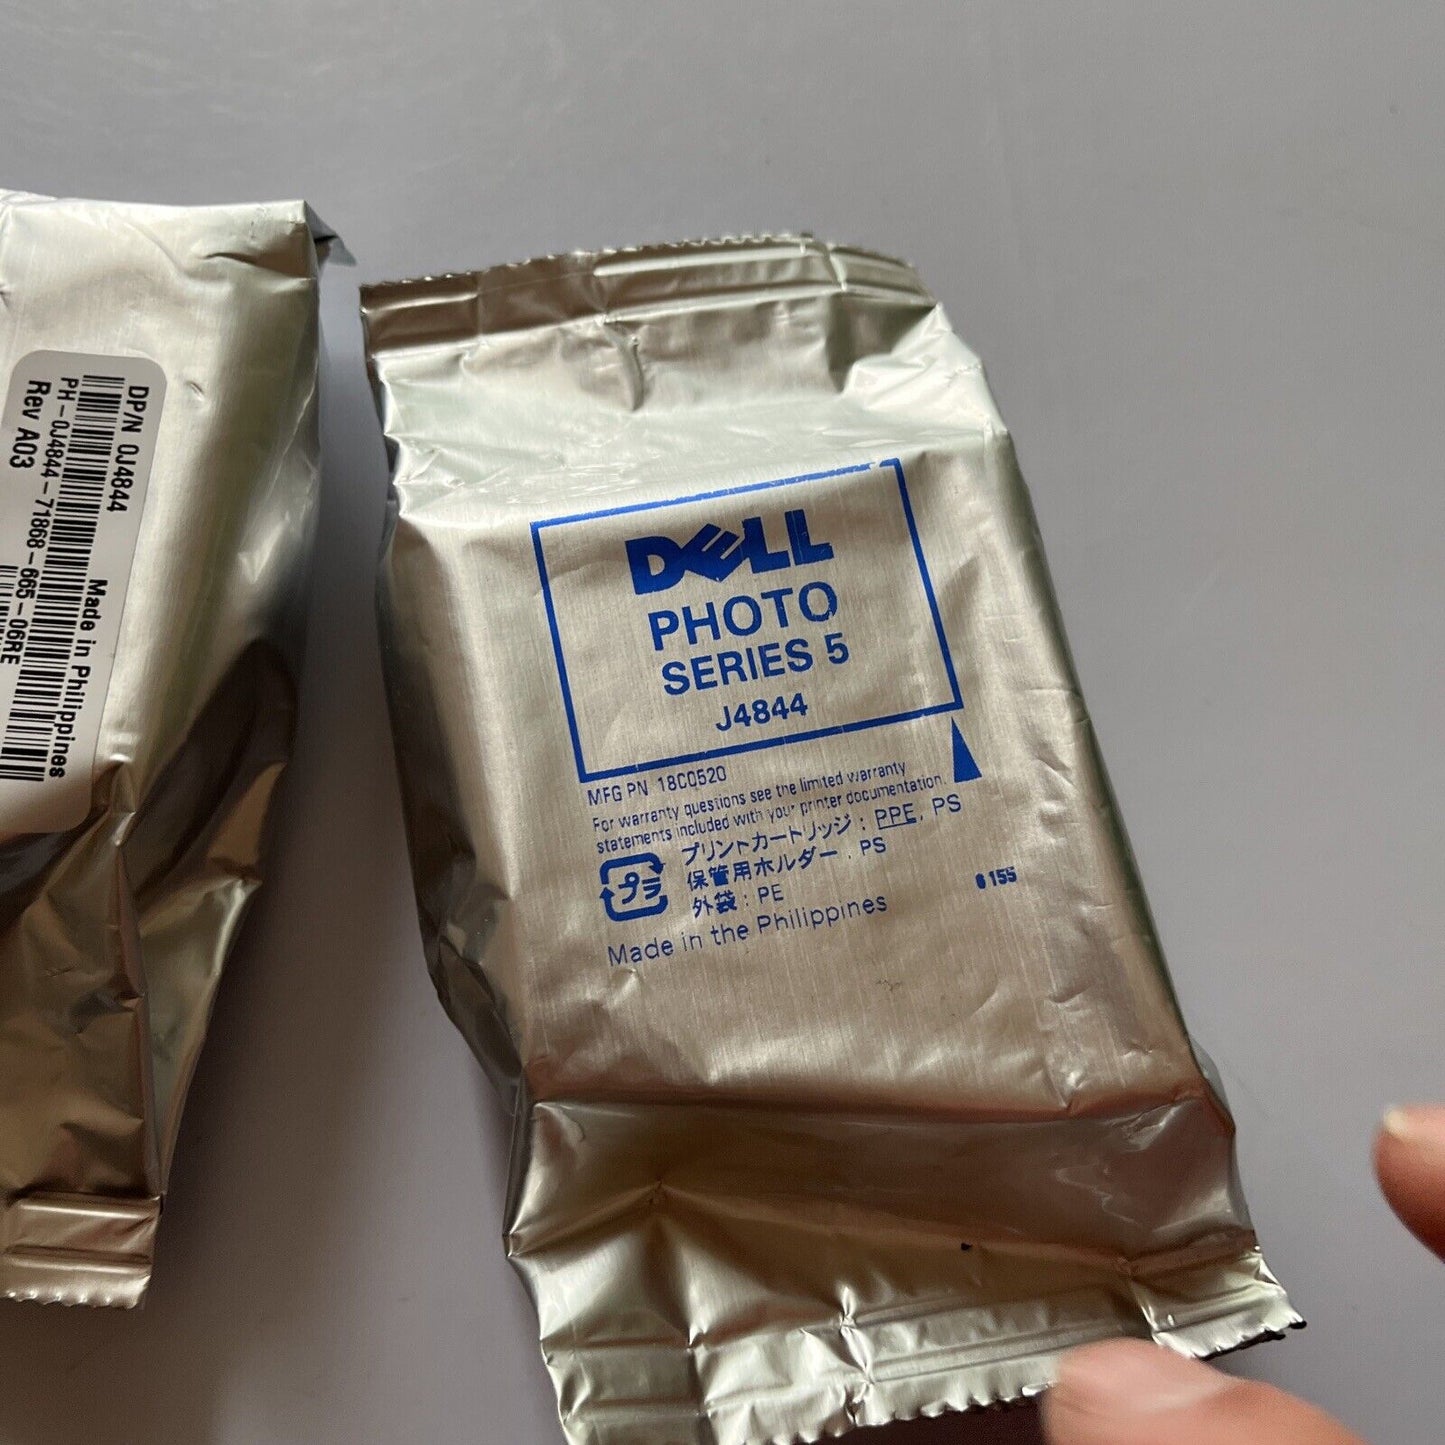 DP/N 0J4844
PH-0J4844-71868-665-06RE
Made in Philippines
Rev A03
DELL
PHOTO
SERIES 5
J4844
MFG PN 18C0520
For warranty questions see the limited warranty
statements included with your printer documentation.
プリントカートリッジ : PPE, PS
保管用ホルダー : PS
外袋 : PE
プラ
Made in the Philippines
6155